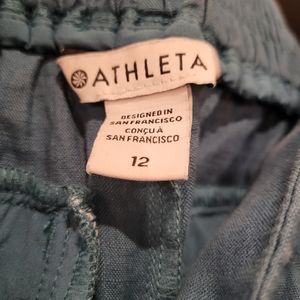 ATHLETA
DESIGNED IN
SAN FRANCISCO
CONÇU À
SAN FRANCISCO
12